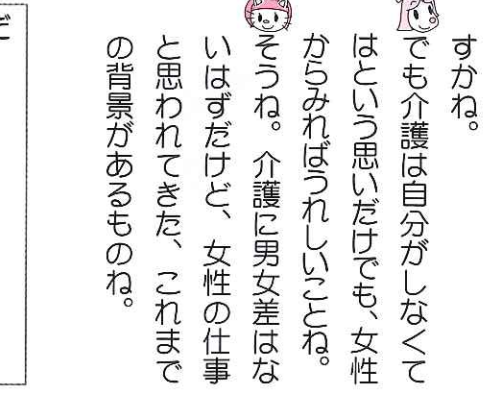 すかね。
でも介護は自分がしなくて
はという思いだけでも、女性
からみればうれしいことね。
そうね。介護に男女差はな
いはずだけど、女性の仕事
と思われてきた、これまで
の背景があるものね。